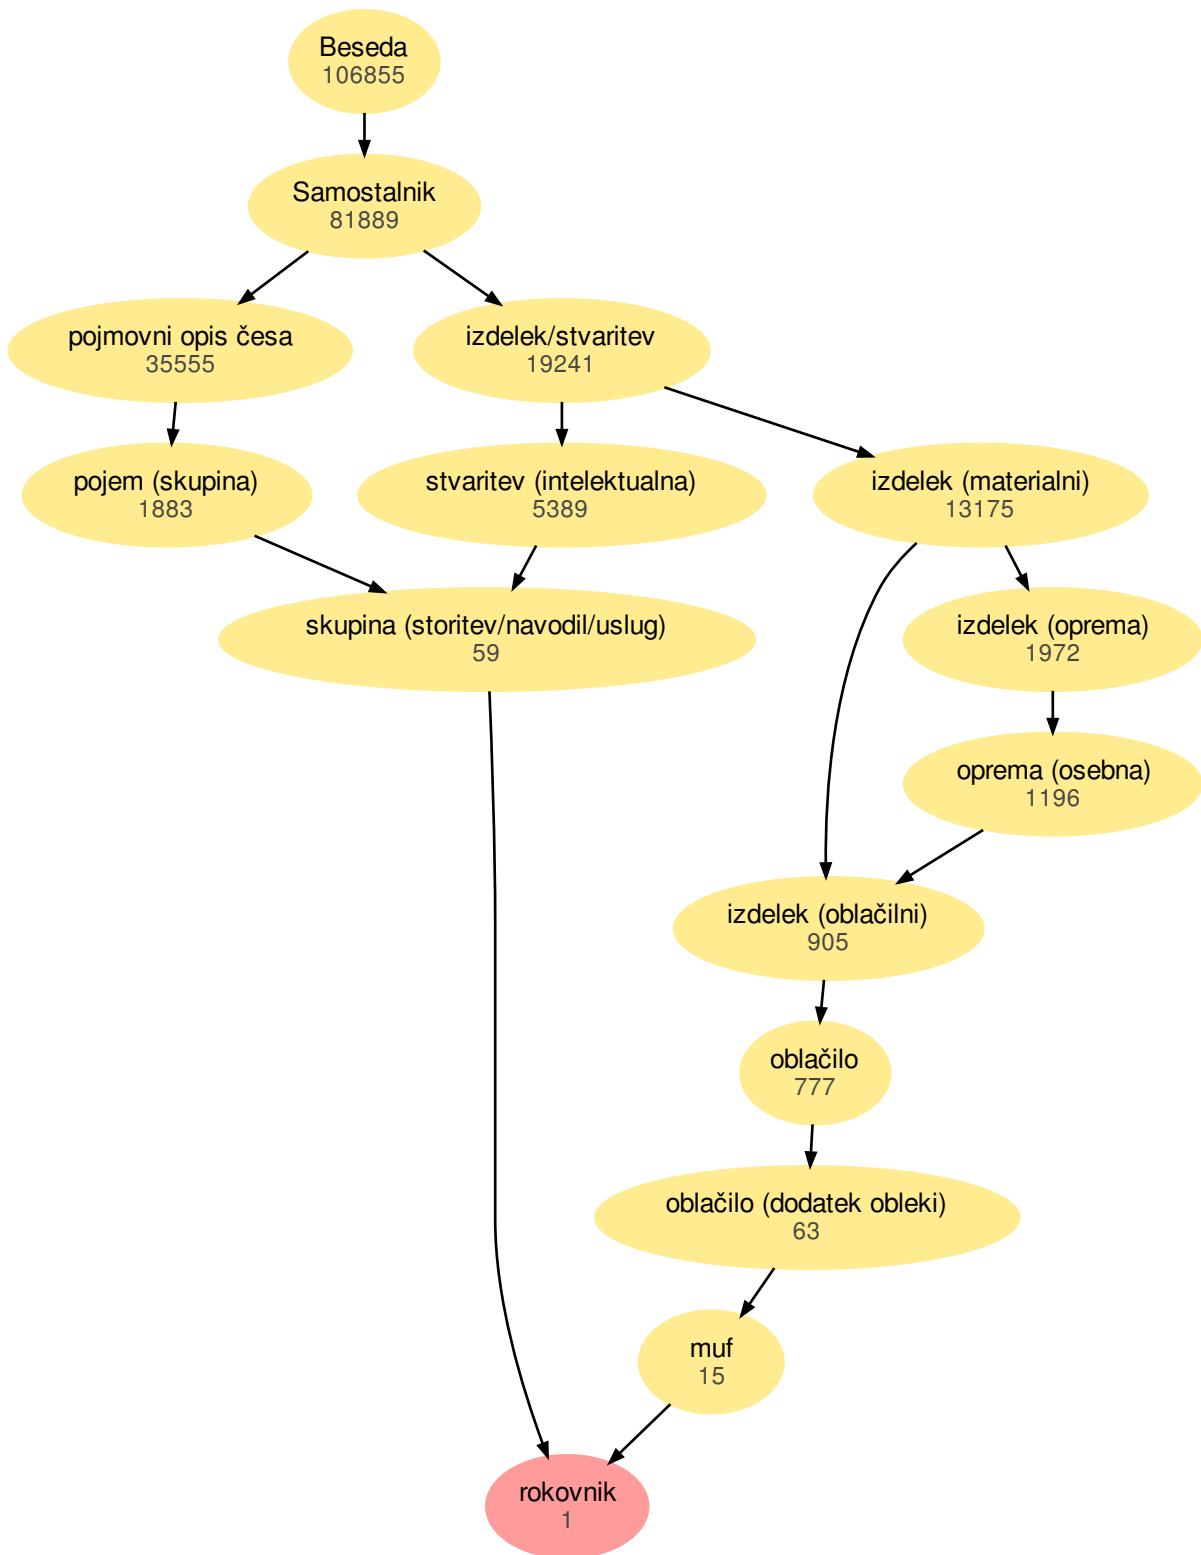 Beseda
106855
Samostalnik
81889
pojmovni opis česa
35555
izdelek/stvaritev
19241
pojem (skupina)
1883
stvaritev (intelektualna)
5389
izdelek (materialni)
13175
skupina (storitev/navodil/uslug)
59
izdelek (oprema)
1972
oprema (osebna)
1196
izdelek (oblačilni)
905
oblačilo
777
oblačilo (dodatek obleki)
63
muf
15
rokovnik
1